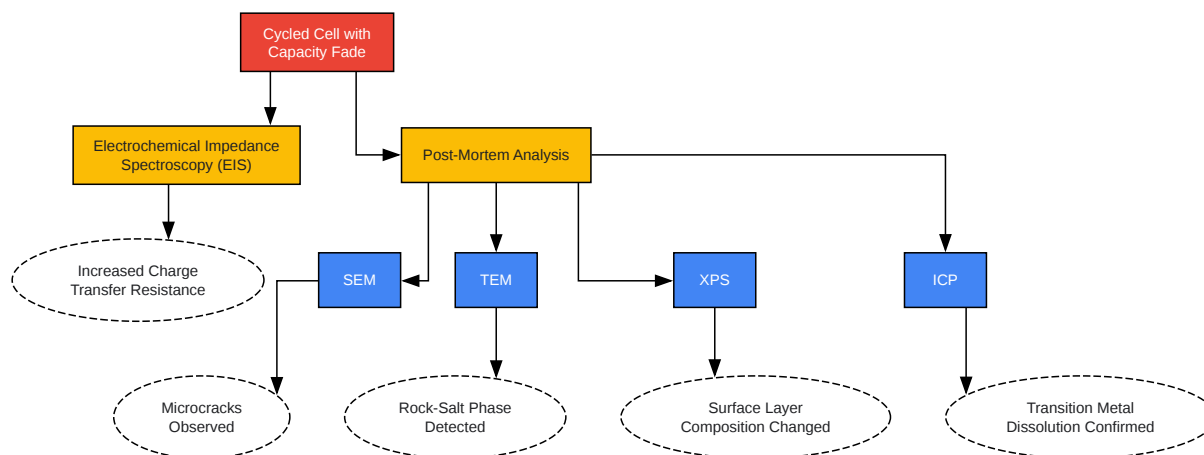 Cycled Cell with
Capacity Fade
Electrochemical Impedance
Spectroscopy (EIS)
Post-Mortem Analysis
Increased Charge
Transfer Resistance
SEM
TEM
XPS
ICP
Microcracks
Observed
Rock-Salt Phase
Detected
Surface Layer
Composition Changed
Transition Metal
Dissolution Confirmed